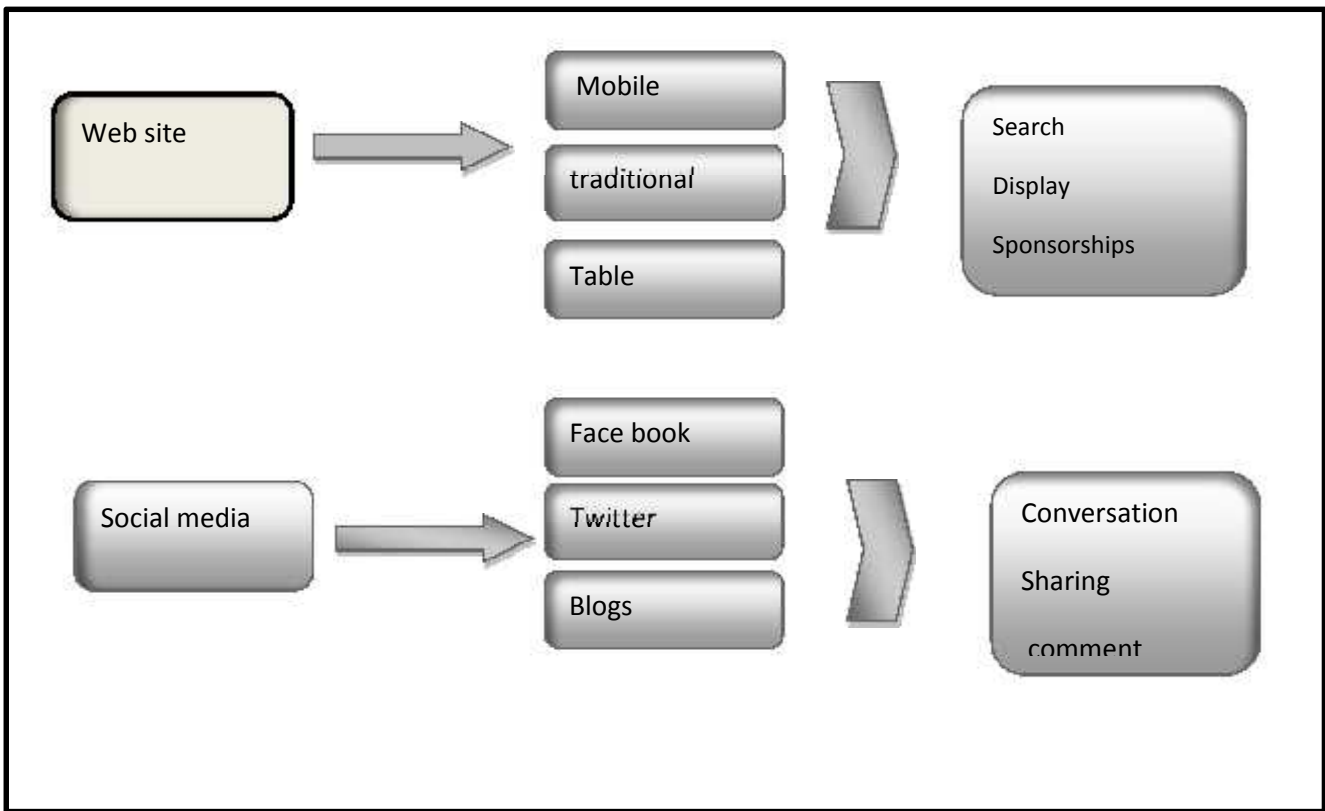 Web site
Mobile
traditional
Table
Search
Display
Sponsorships
Social media
Face book
Twitter
Blogs
Conversation
Sharing
comment